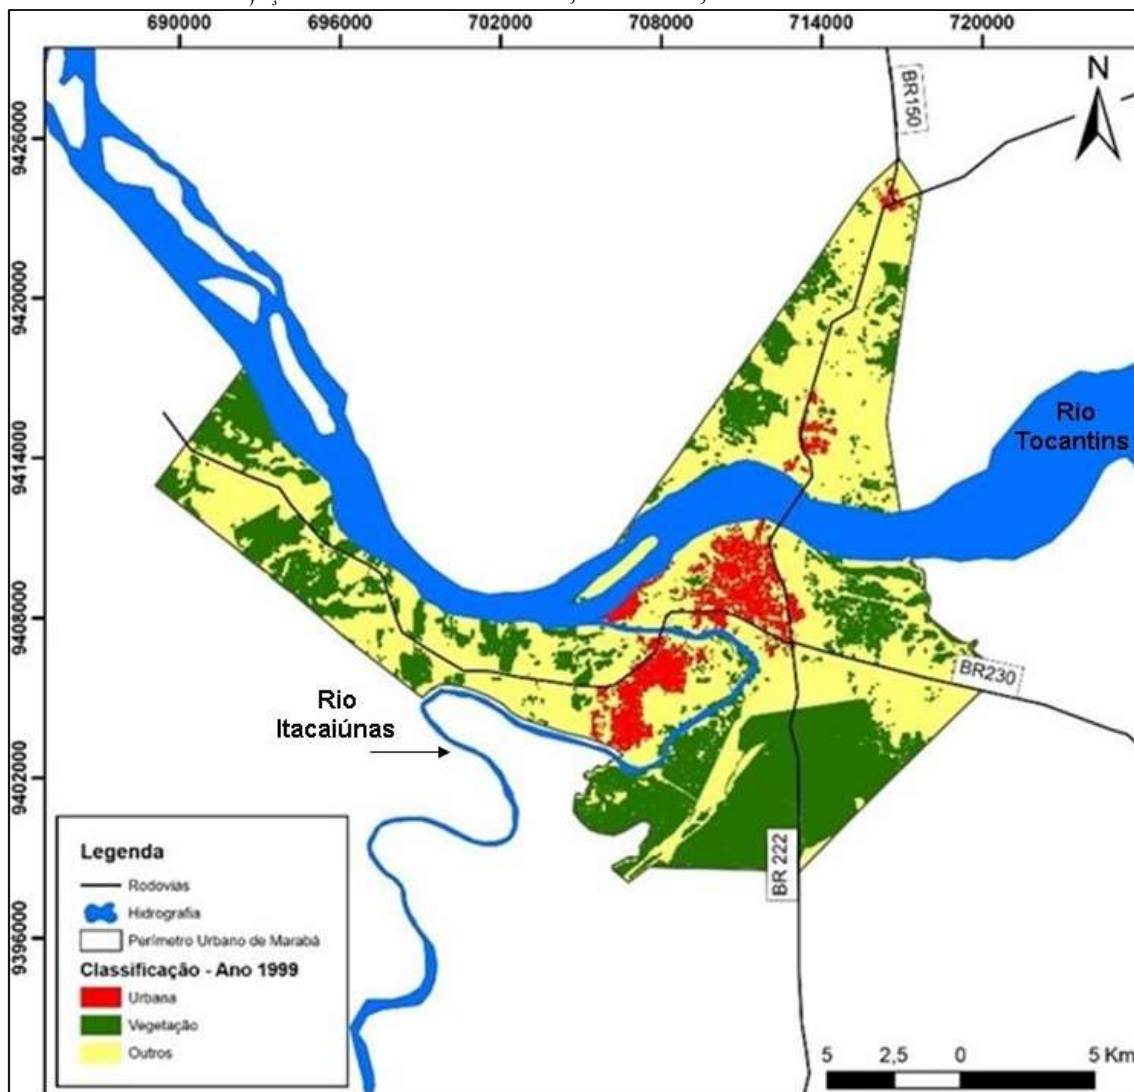 690000 696000 702000 708000 714000 720000
N
BR150
9426000
9420000
9414000
9408000
9402000
9396000
Rio
Tocantins
BR230
Rio
Itacaiúnas
BR 222
Legenda
Rodovias
Hidrografia
Perímetro Urbano de Marabá
Classificação - Ano 1999
Urbana
Vegetação
Outros
5 2,5 0 5 Km